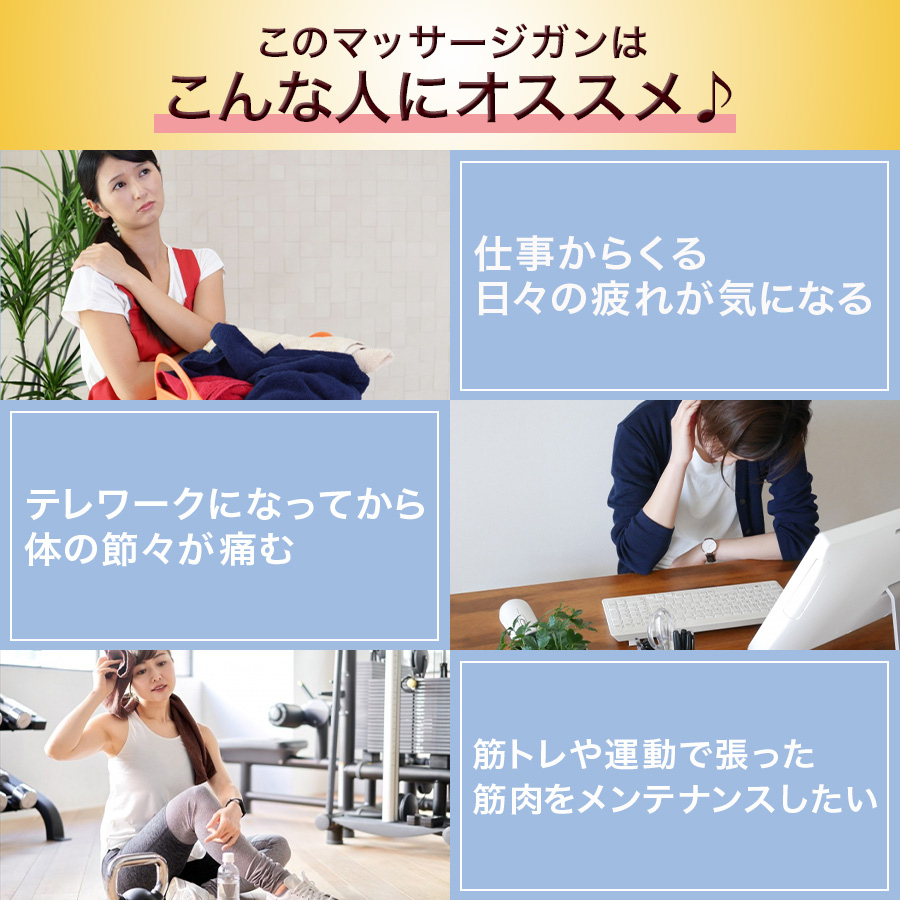 このマッサージガンは
こんな人にオススメ♪
仕事からくる
日々の疲れが気になる
テレワークになってから
体の節々が痛む
筋トレや運動で張った
筋肉をメンテナンスしたい